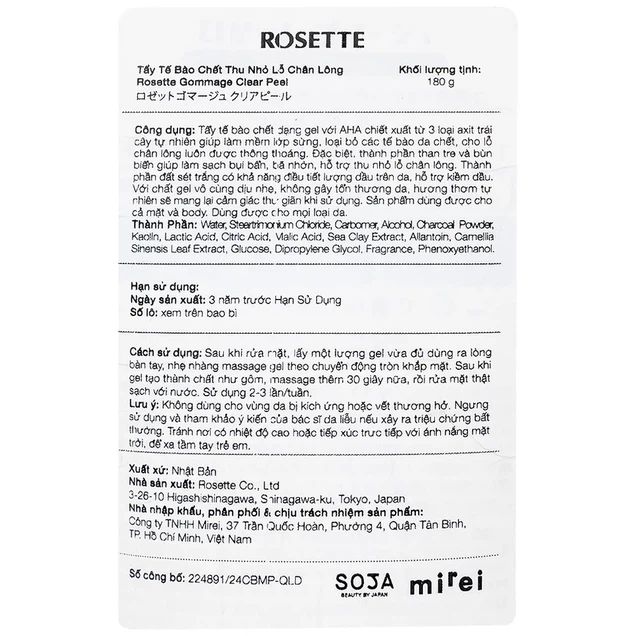 ROSETTE
Tẩy Tế Bào Chết Thu Nhỏ Lỗ Chân Lông
Khối lượng tịnh:
Rosette Gommage Clear Peel
180 g
ロゼットゴマージュ クリアピール
Công dụng: Tẩy tế bào chết dạng gel với AHA chiết xuất từ 3 loại axit trái
cây tự nhiên giúp làm mềm lớp sừng, loại bỏ các tế bào da chết, cho lỗ
chân lông luôn được thông thoáng. Đặc biệt, thành phần than tre và bùn
biển giúp làm sạch bụi bẩn, bã nhờn, hỗ trợ thu nhỏ lỗ chân lông. Thành
phần đất sét trắng có khả năng điều tiết lượng dầu trên da, hỗ trợ kiềm dầu.
Với chất gel vô cùng dịu nhẹ, không gây tổn thương da, hương thơm tự
nhiên sẽ mang lại cảm giác thư giãn khi sử dụng. Sản phẩm dùng được cho
cả mặt và body. Dùng được cho mọi loại da.
Thành Phần: Water, Steartrimonium Chloride, Carbomer, Alcohol, Charcoal Powder,
Kaolin, Lactic Acid, Citric Acid, Malic Acid, Sea Clay Extract, Allantoin, Camellia
Sinensis Leaf Extract, Glucose, Dipropylene Glycol, Fragrance, Phenoxyethanol.
Hạn sử dụng:
Ngày sản xuất: 3 năm trước Hạn Sử Dụng
Số lô: xem trên bao bì
Cách sử dụng: Sau khi rửa mặt, lấy một lượng gel vừa đủ dùng ra lòng
bàn tay, nhẹ nhàng massage gel theo chuyển động tròn khắp mặt. Sau khi
gel tạo thành chất như gôm, massage thêm 30 giây nữa, rồi rửa mặt thật
sạch với nước. Sử dụng 2-3 lần/tuần.
Lưu ý: Không dùng cho vùng da bị kích ứng hoặc vết thương hở. Ngưng
sử dụng và tham khảo ý kiến của bác sĩ da liễu nếu xảy ra triệu chứng bất
thường. Tránh nơi có nhiệt độ cao hoặc tiếp xúc trực tiếp với ánh nắng mặt
trời, để xa tầm tay trẻ em.
Xuất xứ: Nhật Bản
Nhà sản xuất: Rosette Co., Ltd
3-26-10 Higashishinagawa, Shinagawa-ku, Tokyo, Japan
Nhà nhập khẩu, phân phối & chịu trách nhiệm sản phẩm:
Công ty TNHH Mirei, 37 Trần Quốc Hoàn, Phường 4, Quận Tân Bình,
TP. Hồ Chí Minh, Việt Nam
Số công bố: 224891/24CBMP-QLD
SOJA
BEAUTY BY JAPAN
mirei